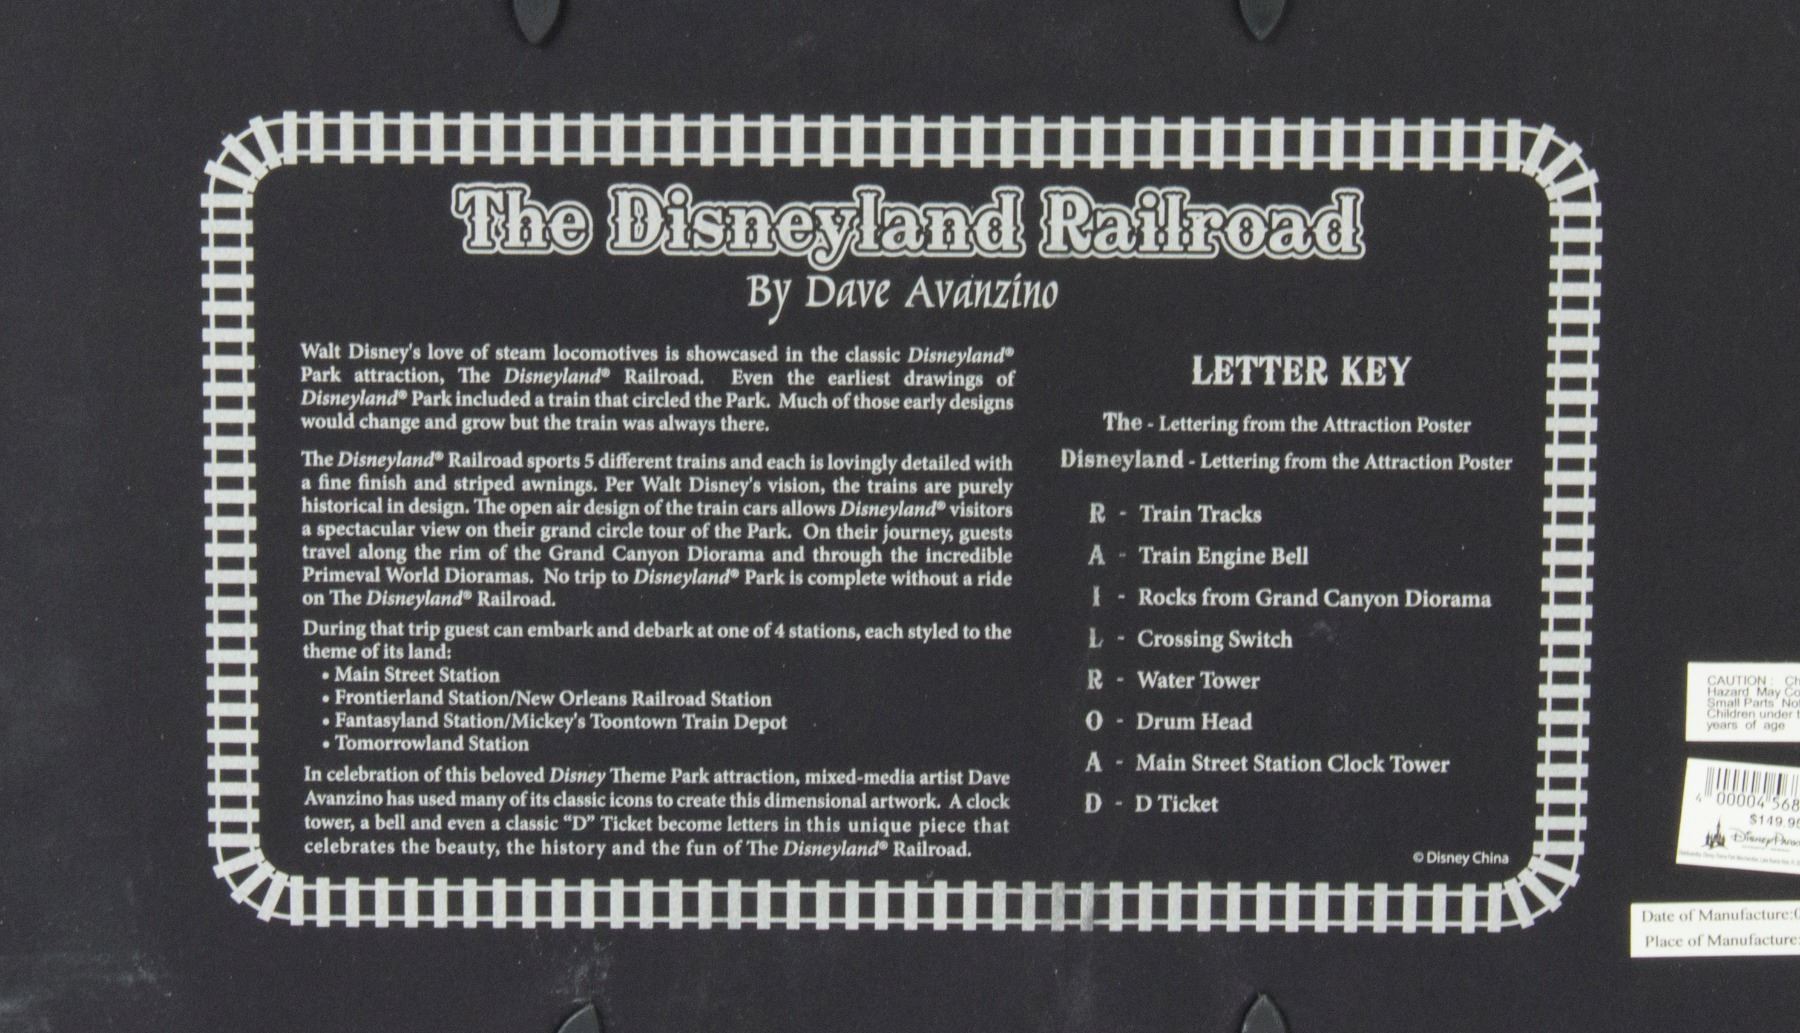 The Disneyland Railroad
By Dave Avanzino
Walt Disney's love of steam locomotives is showcased in the classic Disneyland®
Park attraction, The Disneyland® Railroad. Even the earliest drawings of
Disneyland® Park included a train that circled the Park. Much of those early designs
would change and grow but the train was always there.
The Disneyland® Railroad sports 5 different trains and each is lovingly detailed with
a fine finish and striped awnings. Per Walt Disney's vision, the trains are purely
historical in design. The open air design of the train cars allows Disneyland® visitors
a spectacular view on their grand circle tour of the Park. On their journey, guests
travel along the rim of the Grand Canyon Diorama and through the incredible
Primeval World Dioramas. No trip to Disneyland® Park is complete without a ride
on The Disneyland® Railroad.
During that trip guest can embark and debark at one of 4 stations, each styled to the
theme of its land:
• Main Street Station
• Frontierland Station/New Orleans Railroad Station
• Fantasyland Station/Mickey's Toontown Train Depot
• Tomorrowland Station
In celebration of this beloved Disney Theme Park attraction, mixed-media artist Dave
Avanzino has used many of its classic icons to create this dimensional artwork. A clock
tower, a bell and even a classic “D” Ticket become letters in this unique piece that
celebrates the beauty, the history and the fun of The Disneyland® Railroad.
LETTER KEY
The - Lettering from the Attraction Poster
Disneyland - Lettering from the Attraction Poster
R - Train Tracks
A - Train Engine Bell
I - Rocks from Grand Canyon Diorama
L - Crossing Switch
R - Water Tower
O - Drum Head
A - Main Street Station Clock Tower
D - D Ticket
© Disney China
CAUTION : Ch
Hazard May Co
Small Parts No
Children under
years of age
4 00004 568
$149.9
Disney Parks
Date of Manufacture:
Place of Manufacture: